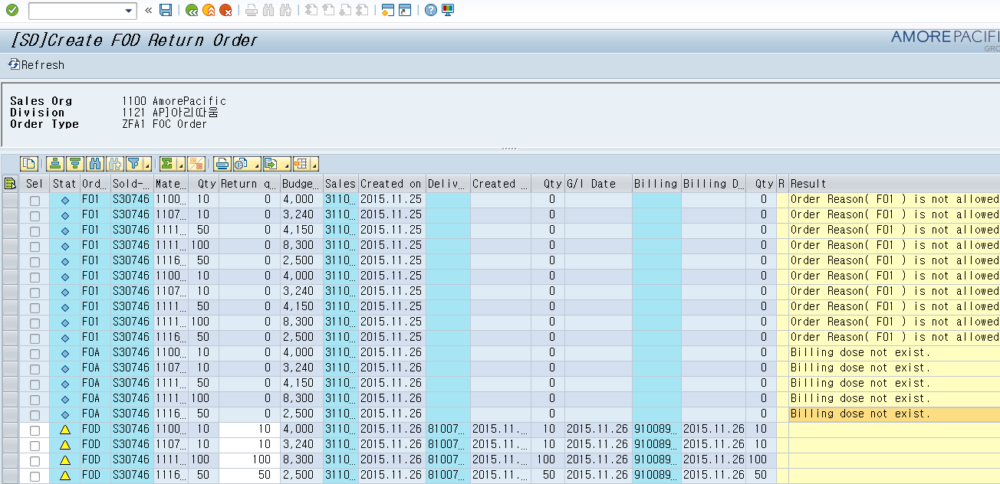 [SD]Create FOD Return Order
AMOREPACIFI
GRO
Refresh
Sales Org 1100 AmorePacific
Division 1121 AP]아리따움
Order Type ZFA1 FOC Order
Sel Stat Ord… Sold-… Mate… Qty Return q… Budge… Sales Created on Deliv… Created … Qty G/I Date Billing Billing D… Qty R Result
F01 S30746 1100… 10 0 4,000 3110… 2015.11.25 0 0 Order Reason( F01 ) is not allowed
F01 S30746 1107… 10 0 3,240 3110… 2015.11.25 0 0 Order Reason( F01 ) is not allowed
F01 S30746 1111… 50 0 4,150 3110… 2015.11.25 0 0 Order Reason( F01 ) is not allowed
F01 S30746 1111… 100 0 8,300 3110… 2015.11.25 0 0 Order Reason( F01 ) is not allowed
F01 S30746 1116… 50 0 2,500 3110… 2015.11.25 0 0 Order Reason( F01 ) is not allowed
F01 S30746 1100… 10 0 4,000 3110… 2015.11.25 0 0 Order Reason( F01 ) is not allowed
F01 S30746 1107… 10 0 3,240 3110… 2015.11.25 0 0 Order Reason( F01 ) is not allowed
F01 S30746 1111… 50 0 4,150 3110… 2015.11.25 0 0 Order Reason( F01 ) is not allowed
F01 S30746 1111… 100 0 8,300 3110… 2015.11.25 0 0 Order Reason( F01 ) is not allowed
F01 S30746 1116… 50 0 2,500 3110… 2015.11.25 0 0 Order Reason( F01 ) is not allowed
F0A S30746 1100… 10 0 4,000 3110… 2015.11.26 0 0 Billing dose not exist.
F0A S30746 1107… 10 0 3,240 3110… 2015.11.26 0 0 Billing dose not exist.
F0A S30746 1111… 50 0 4,150 3110… 2015.11.26 0 0 Billing dose not exist.
F0A S30746 1111… 100 0 8,300 3110… 2015.11.26 0 0 Billing dose not exist.
F0A S30746 1116… 50 0 2,500 3110… 2015.11.26 0 0 Billing dose not exist.
F0D S30746 1100… 10 10 4,000 3110… 2015.11.26 81007… 2015.11.… 10 2015.11.26 910089… 2015.11.26 10
F0D S30746 1107… 10 10 3,240 3110… 2015.11.26 81007… 2015.11.… 10 2015.11.26 910089… 2015.11.26 10
F0D S30746 1111… 100 100 8,300 3110… 2015.11.26 81007… 2015.11.… 100 2015.11.26 910089… 2015.11.26 100
F0D S30746 1116… 50 50 2,500 3110… 2015.11.26 81007… 2015.11.… 50 2015.11.26 910089… 2015.11.26 50